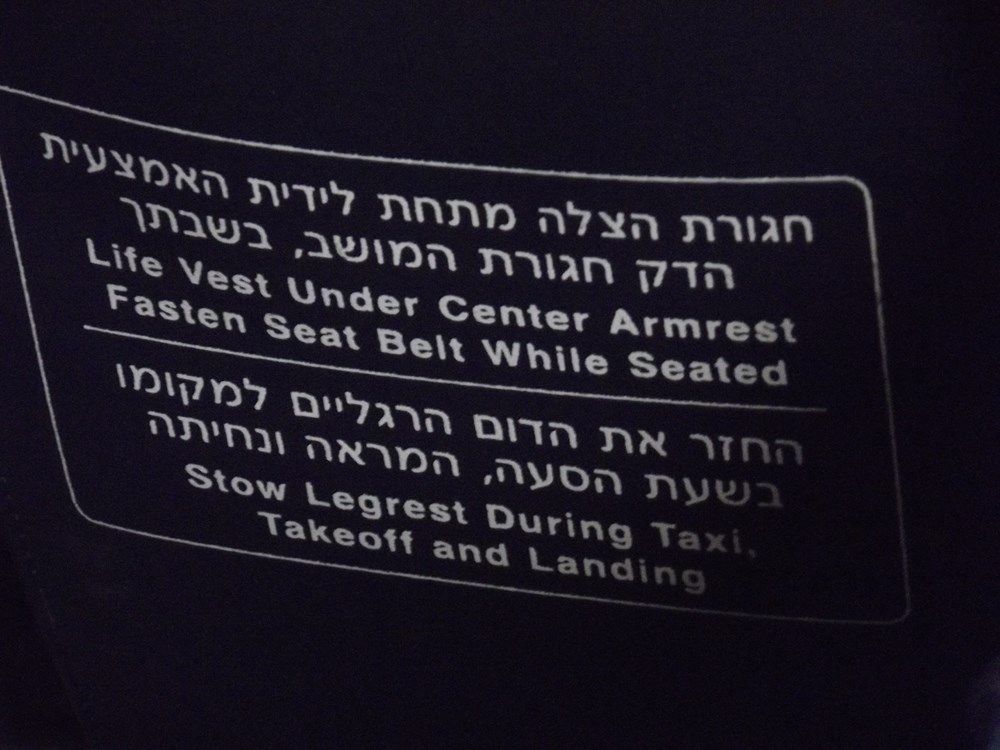 חגורת הצלה מתחת לידית האמצעית
הדק חגורת המושב, בשבתך
Life Vest Under Center Armrest
Fasten Seat Belt While Seated
החזר את הדום הרגליים למקומו
בשעת הסעה, המראה ונחיתה
Stow Legrest During Taxi,
Takeoff and Landing